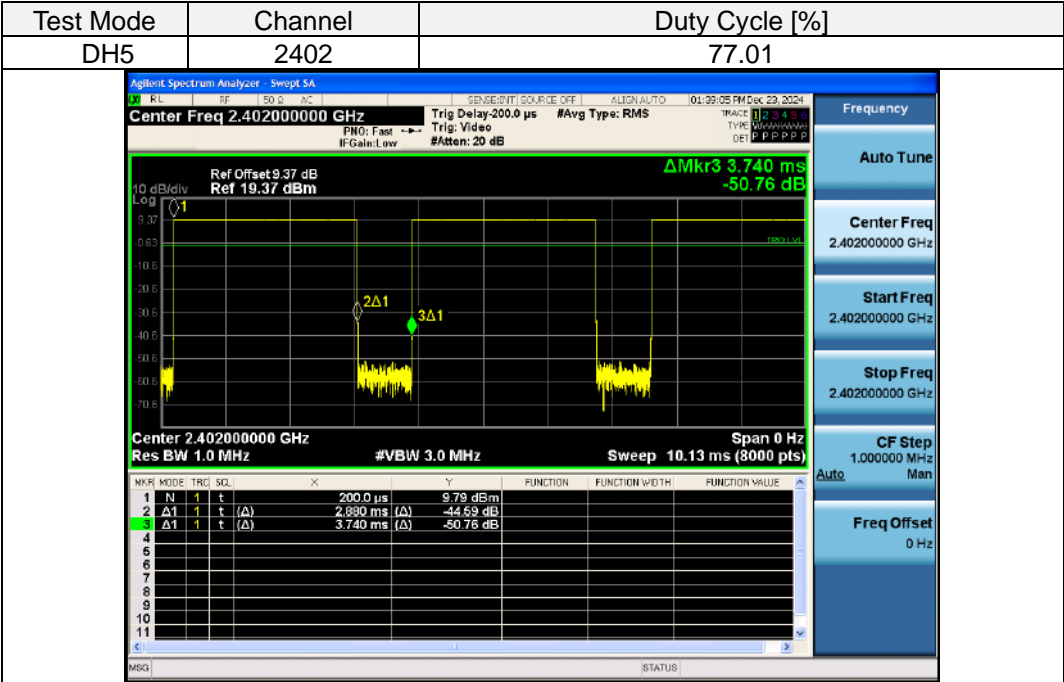 Test Mode Channel Duty Cycle [%]
DH5 2402 77.01
Agilent Spectrum Analyzer - Swept SA
RL RF 50 Ω AC SENSE:INT SOURCE OFF ALIGN AUTO 01:39:05 PM Dec 23, 2024
Center Freq 2.402000000 GHz Trig Delay-200.0 µs #Avg Type: RMS TRACE 1 2 3 4 5 6
PNO: Fast Trig: Video TYPE
IFGain:Low #Atten: 20 dB DET P P P P P P
Frequency
Auto Tune
Center Freq
2.402000000 GHz
Start Freq
2.402000000 GHz
Stop Freq
2.402000000 GHz
CF Step
1.000000 MHz
Auto Man
Freq Offset
0 Hz
ΔMkr3 3.740 ms
-50.76 dB
Ref Offset 9.37 dB
10 dB/div Ref 19.37 dBm
Log
1
9.37
-0.63
TRIG LVL
-10.6
-20.6
2Δ1
-30.6
3Δ1
-40.6
-50.6
-60.6
-70.6
Center 2.402000000 GHz Span 0 Hz
Res BW 1.0 MHz #VBW 3.0 MHz Sweep 10.13 ms (8000 pts)
MKR MODE TRC SCL X Y FUNCTION FUNCTION WIDTH FUNCTION VALUE
1 N 1 t 200.0 µs 9.79 dBm
2 Δ1 1 t (Δ) 2.880 ms (Δ) -44.59 dB
3 Δ1 1 t (Δ) 3.740 ms (Δ) -50.76 dB
4
5
6
7
8
9
10
11
MSG STATUS